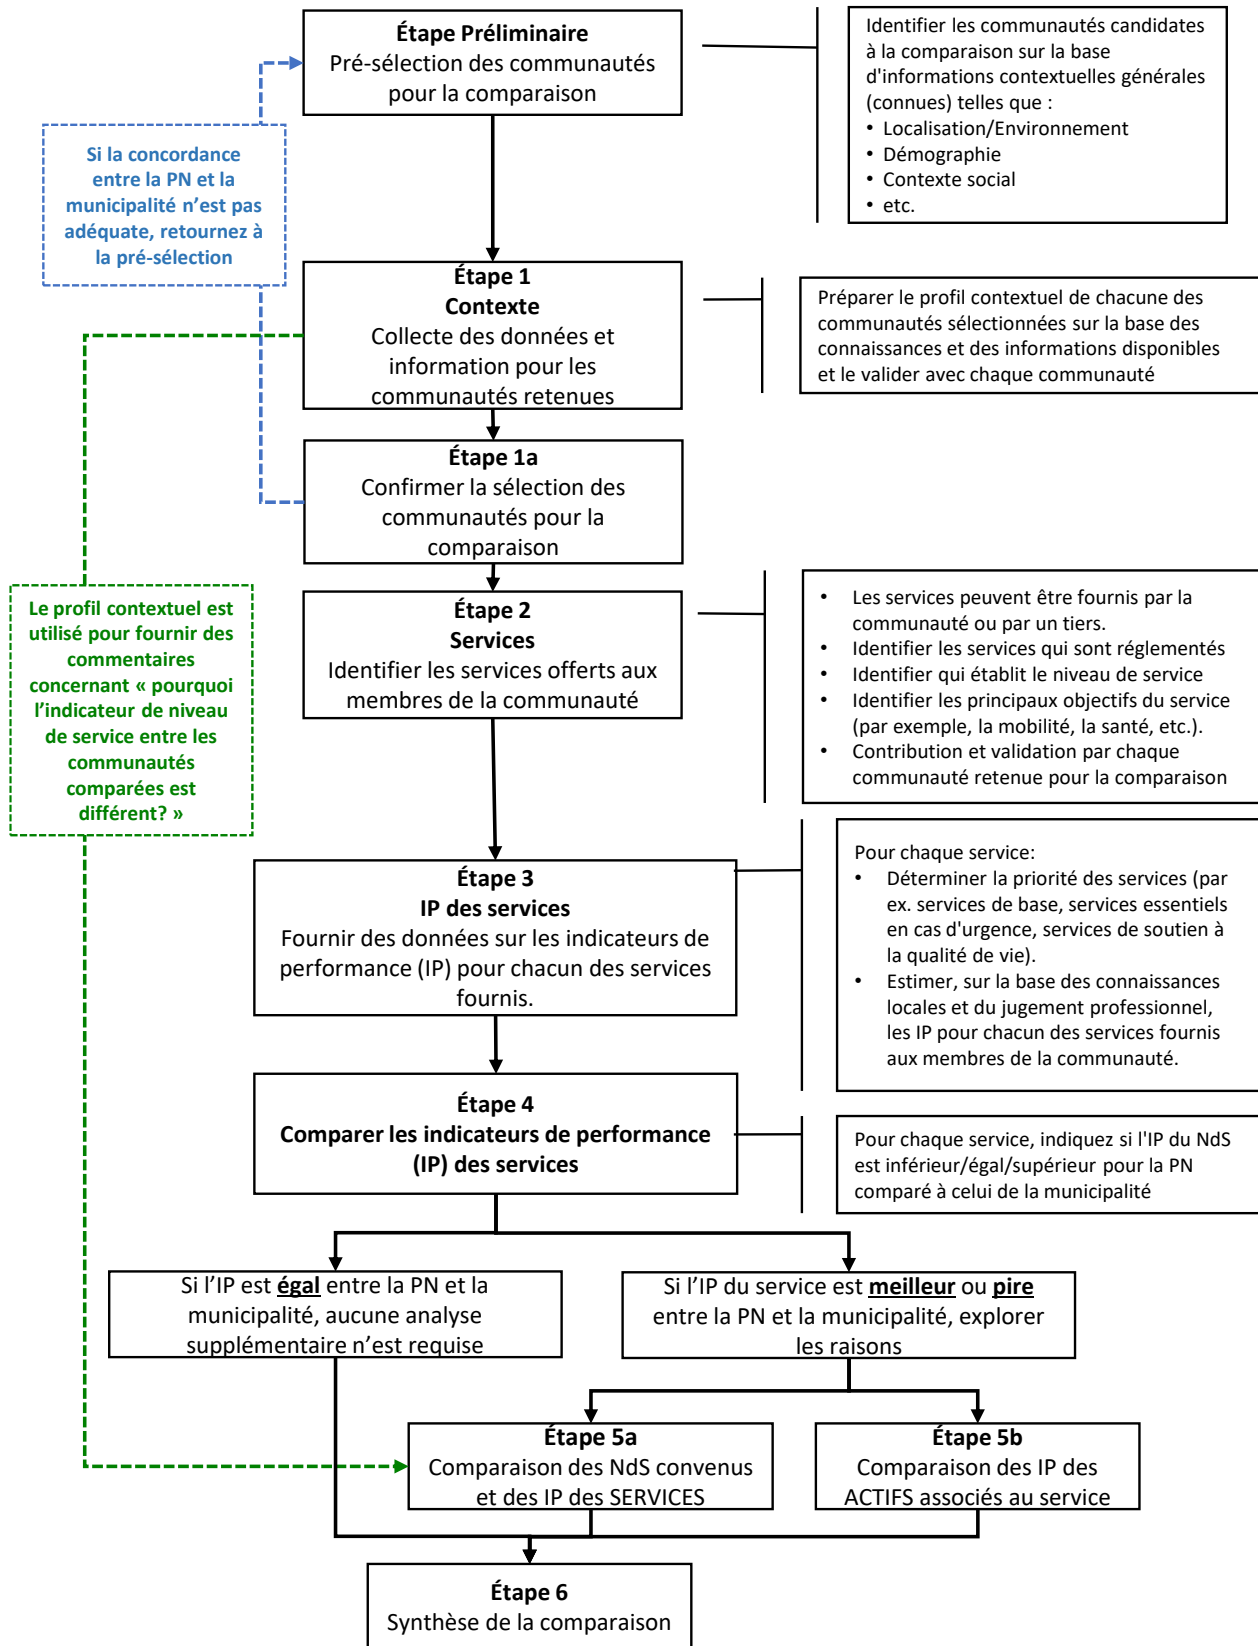 Étape Préliminaire
Pré-sélection des communautés
pour la comparaison
Identifier les communautés candidates
à la comparaison sur la base
d'informations contextuelles générales
(connues) telles que :
• Localisation/Environnement
• Démographie
• Contexte social
• etc.
Si la concordance
entre la PN et la
municipalité n’est pas
adéquate, retournez à
la pré-sélection
Étape 1
Contexte
Collecte des données et
information pour les
communautés retenues
Préparer le profil contextuel de chacune des
communautés sélectionnées sur la base des
connaissances et des informations disponibles
et le valider avec chaque communauté
Étape 1a
Confirmer la sélection des
communautés pour la
comparaison
Le profil contextuel est
utilisé pour fournir des
commentaires
concernant « pourquoi
l’indicateur de niveau
de service entre les
communautés
comparées est
différent? »
Étape 2
Services
Identifier les services offerts aux
membres de la communauté
• Les services peuvent être fournis par la
communauté ou par un tiers.
• Identifier les services qui sont réglementés
• Identifier qui établit le niveau de service
• Identifier les principaux objectifs du service
(par exemple, la mobilité, la santé, etc.).
• Contribution et validation par chaque
communauté retenue pour la comparaison
Étape 3
IP des services
Fournir des données sur les indicateurs de
performance (IP) pour chacun des services
fournis.
Pour chaque service:
• Déterminer la priorité des services (par
ex. services de base, services essentiels
en cas d'urgence, services de soutien à
la qualité de vie).
• Estimer, sur la base des connaissances
locales et du jugement professionnel,
les IP pour chacun des services fournis
aux membres de la communauté.
Étape 4
Comparer les indicateurs de performance
(IP) des services
Pour chaque service, indiquez si l'IP du NdS
est inférieur/égal/supérieur pour la PN
comparé à celui de la municipalité
Si l’IP est égal entre la PN et la
municipalité, aucune analyse
supplémentaire n’est requise
Si l’IP du service est meilleur ou pire
entre la PN et la municipalité, explorer
les raisons
Étape 5a
Comparaison des NdS convenus
et des IP des SERVICES
Étape 5b
Comparaison des IP des
ACTIFS associés au service
Étape 6
Synthèse de la comparaison